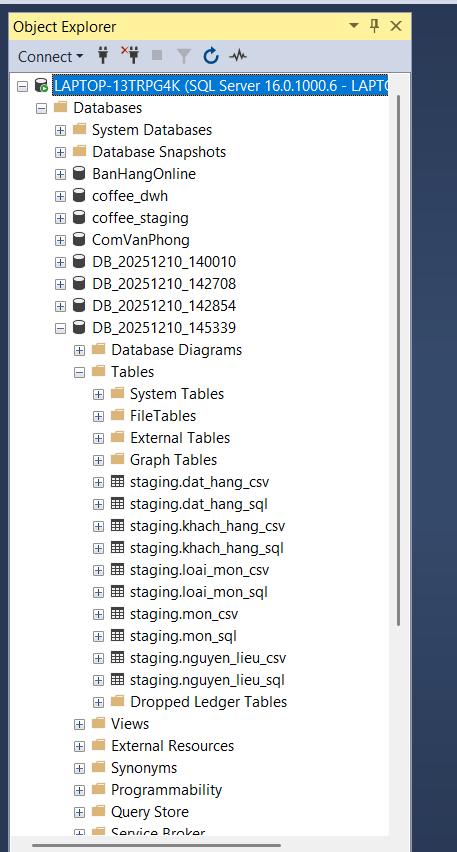 Object Explorer
Connect
LAPTOP-13TRPG4K (SQL Server 16.0.1000.6 - LAPTO
Databases
System Databases
Database Snapshots
BanHangOnline
coffee_dwh
coffee_staging
ComVanPhong
DB_20251210_140010
DB_20251210_142708
DB_20251210_142854
DB_20251210_145339
Database Diagrams
Tables
System Tables
FileTables
External Tables
Graph Tables
staging.dat_hang_csv
staging.dat_hang_sql
staging.khach_hang_csv
staging.khach_hang_sql
staging.loai_mon_csv
staging.loai_mon_sql
staging.mon_csv
staging.mon_sql
staging.nguyen_lieu_csv
staging.nguyen_lieu_sql
Dropped Ledger Tables
Views
External Resources
Synonyms
Programmability
Query Store
Service Broker